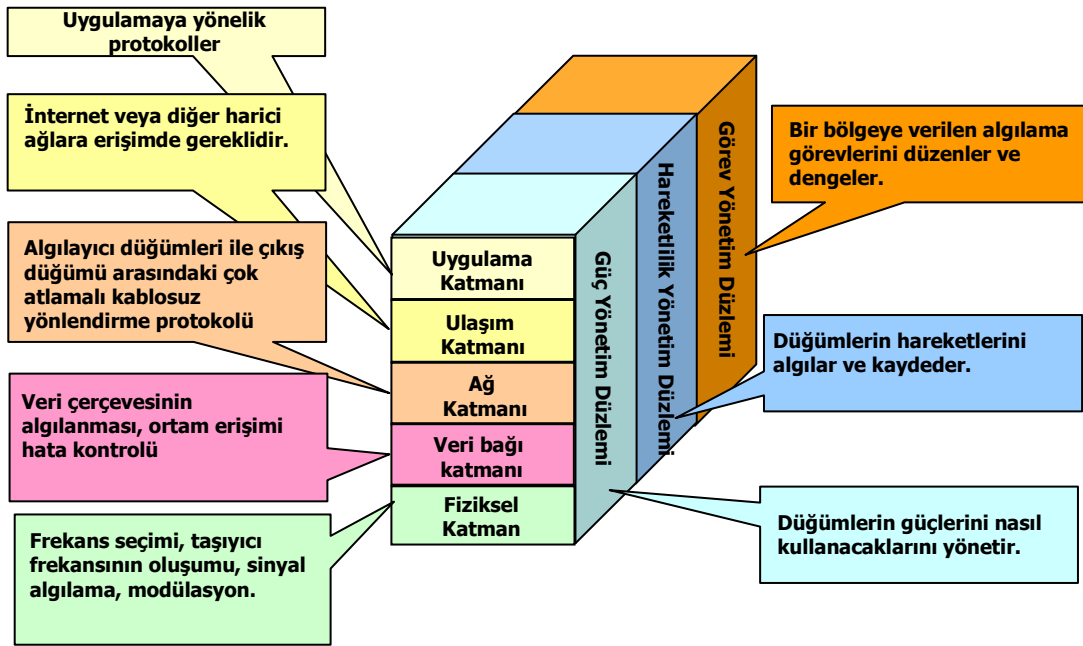 Uygulamaya yönelik
protokoller
İnternet veya diğer harici
ağlara erişimde gereklidir.
Algılayıcı düğümleri ile çıkış
düğümü arasındaki çok
atlamalı kablosuz
yönlendirme protokolü
Veri çerçevesinin
algılanması, ortam erişimi
hata kontrolü
Frekans seçimi, taşıyıcı
frekansının oluşumu, sinyal
algılama, modülasyon.
Uygulama
Katmanı
Ulaşım
Katmanı
Ağ
Katmanı
Veri bağı
katmanı
Fiziksel
Katman
Güç Yönetim Düzlemi
Hareketlilik Yönetim Düzlemi
Görev Yönetim Düzlemi
Bir bölgeye verilen algılama
görevlerini düzenler ve
dengeler.
Düğümlerin hareketlerini
algılar ve kaydeder.
Düğümlerin güçlerini nasıl
kullanacaklarını yönetir.